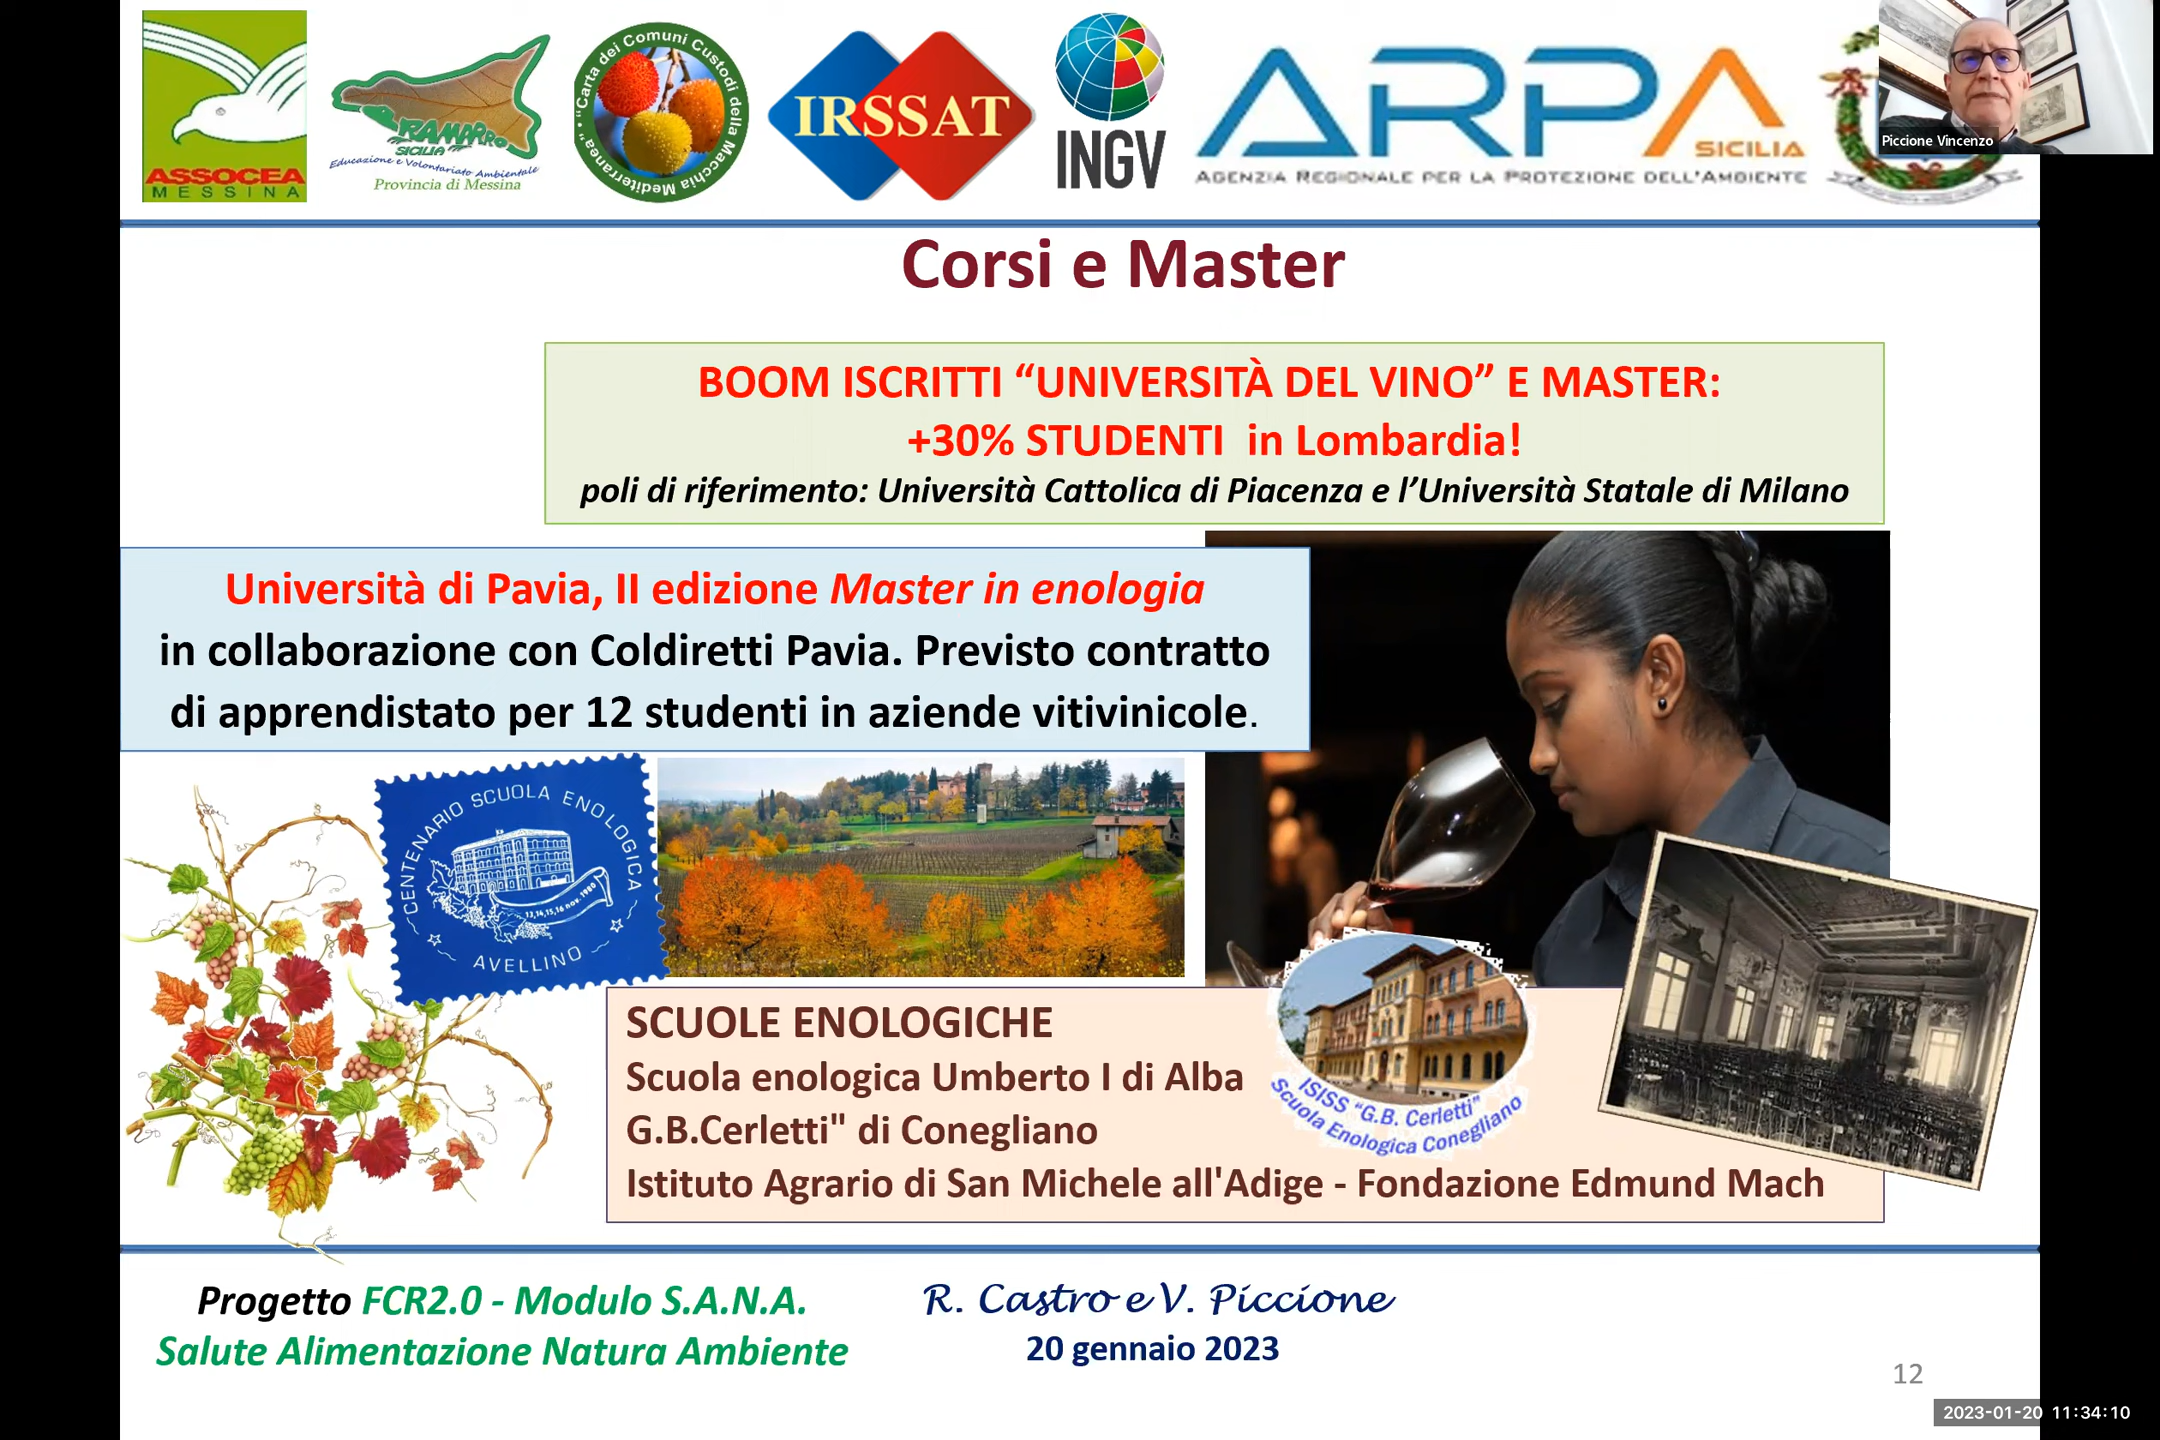 ASSOCEA
MESSINA
RAMARRO
SICILIA
Educazione e Volontariato Ambientale
Provincia di Messina
"Carta dei Comuni Custodi della Macchia Mediterranea"
IRSSAT
INGV
ARPA
SICILIA
AGENZIA REGIONALE PER LA PROTEZIONE DELL'AMBIENTE
Piccione Vincenzo
Corsi e Master
BOOM ISCRITTI “UNIVERSITÀ DEL VINO” E MASTER:
+30% STUDENTI in Lombardia!
poli di riferimento: Università Cattolica di Piacenza e l’Università Statale di Milano
Università di Pavia, II edizione Master in enologia
in collaborazione con Coldiretti Pavia. Previsto contratto
di apprendistato per 12 studenti in aziende vitivinicole.
CENTENARIO SCUOLA ENOLOGICA
13,14,15,16 nov. 1980
AVELLINO
SCUOLE ENOLOGICHE
Scuola enologica Umberto I di Alba
G.B.Cerletti" di Conegliano
Istituto Agrario di San Michele all'Adige - Fondazione Edmund Mach
ISISS "G.B. Cerletti"
Scuola Enologica Conegliano
Progetto FCR2.0 - Modulo S.A.N.A.
Salute Alimentazione Natura Ambiente
R. Castro e V. Piccione
20 gennaio 2023
12
2023-01-20 11:34:10